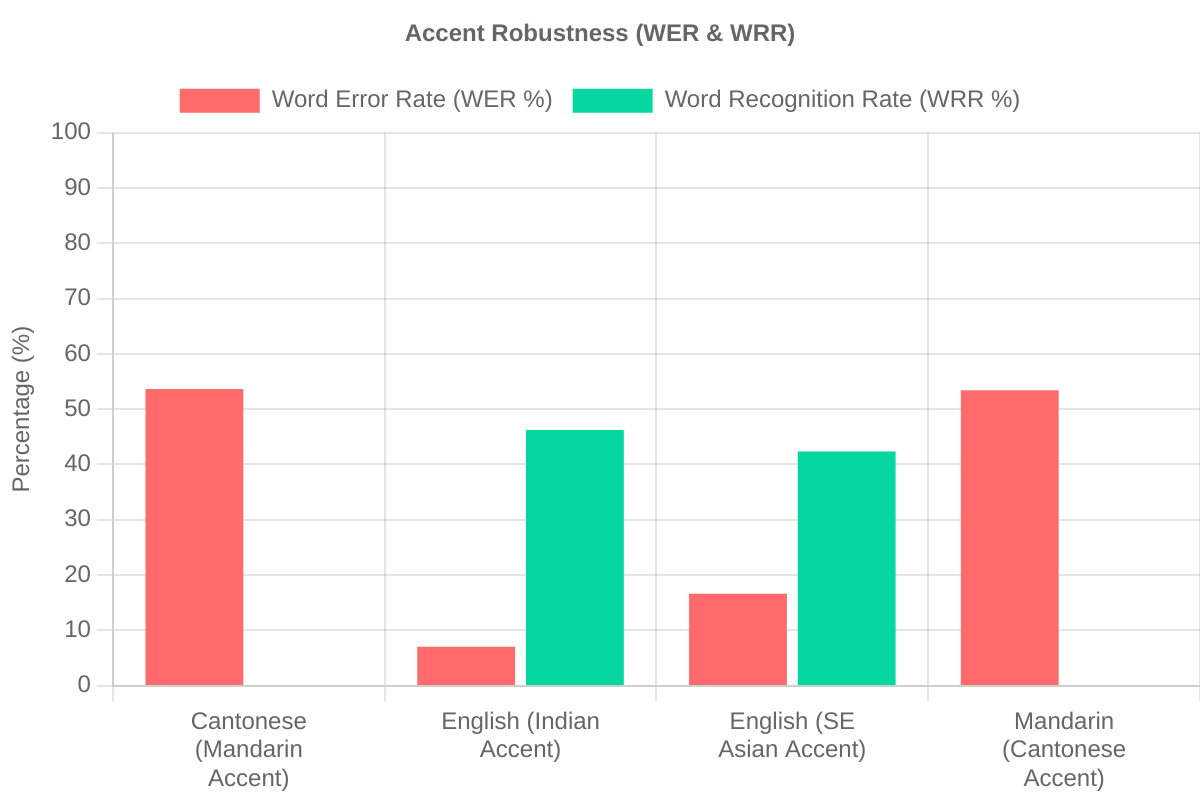 Accent Robustness (WER & WRR)
Word Error Rate (WER %) Word Recognition Rate (WRR %)
100
90
80
70
60
50
40
30
20
10
0
Percentage (%)
Cantonese
(Mandarin
Accent)
English (Indian
Accent)
English (SE
Asian Accent)
Mandarin
(Cantonese
Accent)